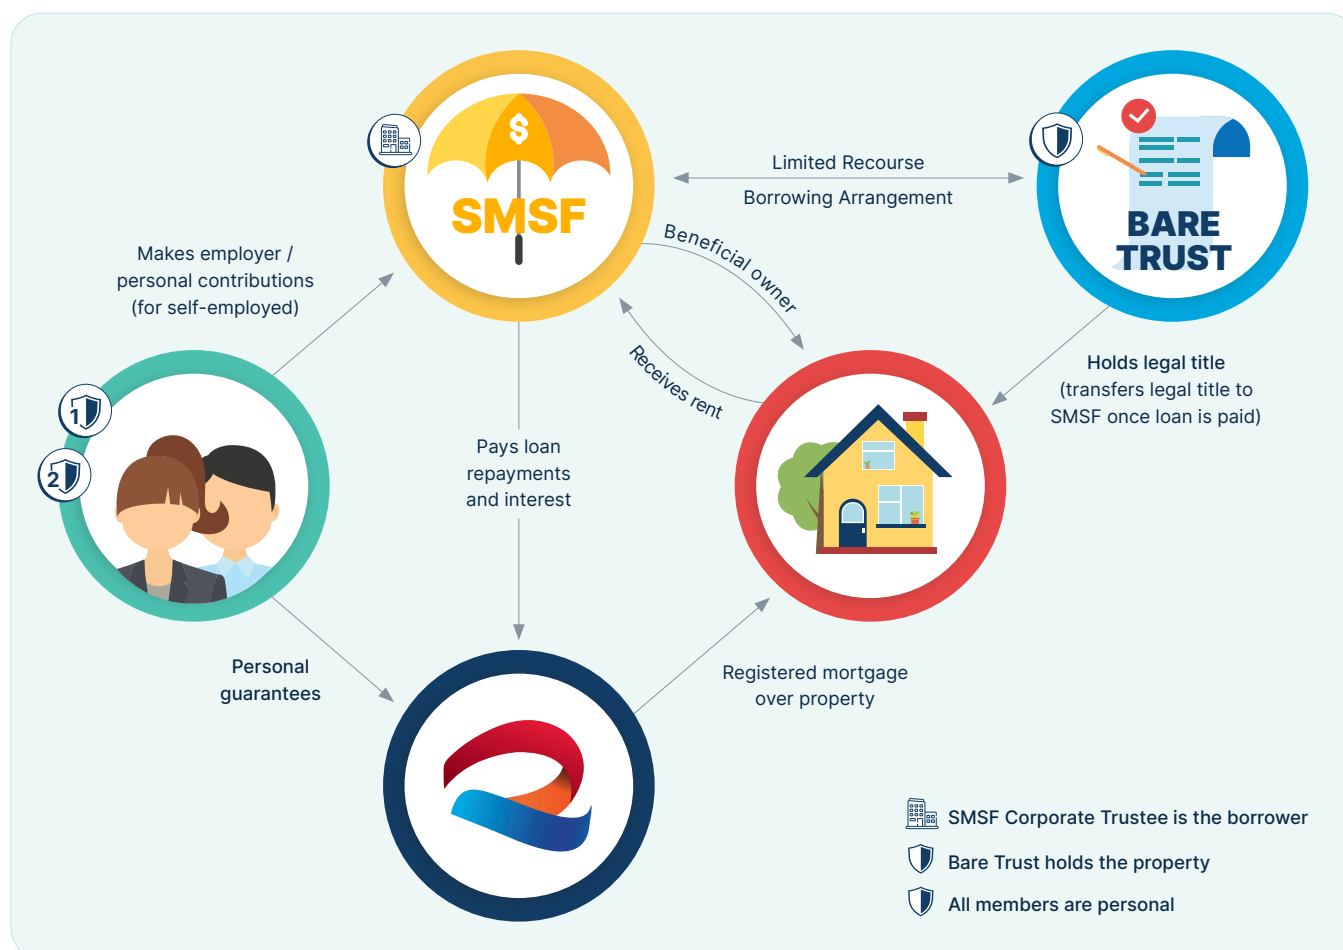 $
SMSF
BARE
TRUST
Limited Recourse
Borrowing Arrangement
Beneficial owner
Receives rent
Makes employer /
personal contributions
(for self-employed)
Holds legal title
(transfers legal title to
SMSF once loan is paid)
1
2
Pays loan
repayments
and interest
Personal
guarantees
Registered mortgage
over property
SMSF Corporate Trustee is the borrower
Bare Trust holds the property
All members are personal